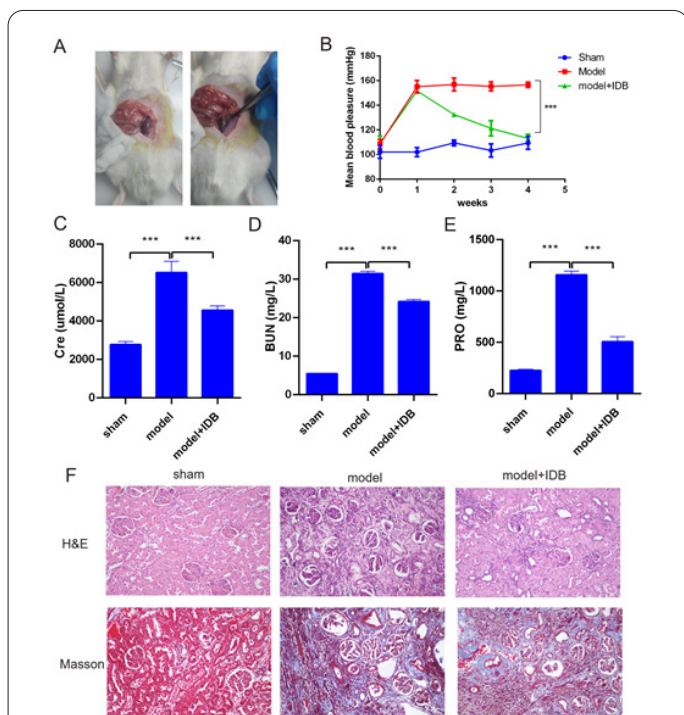 A
B
Sham
Model
model+IDB
Mean blood pleasure (mmHg)
180
160
140
120
100
80
***
0 1 2 3 4 5
weeks
C
Cre (umol/L)
8000
6000
4000
2000
0
*** ***
sham model model+IDB
D
BUN (mg/L)
40
30
20
10
0
*** ***
sham model model+IDB
E
PRO (mg/L)
1500
1000
500
0
*** ***
sham model model+IDB
F
sham model model+IDB
H&E
Masson